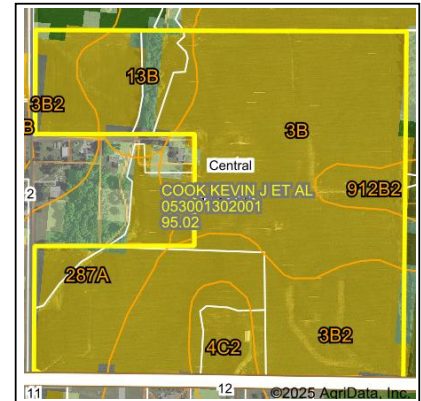 13B
3B2
B
3B
Central
2
COOK KEVIN J ET AL
053001302001
95.02
912B2
287A
4C2
3B2
11
12
©2025 AgriData, Inc.